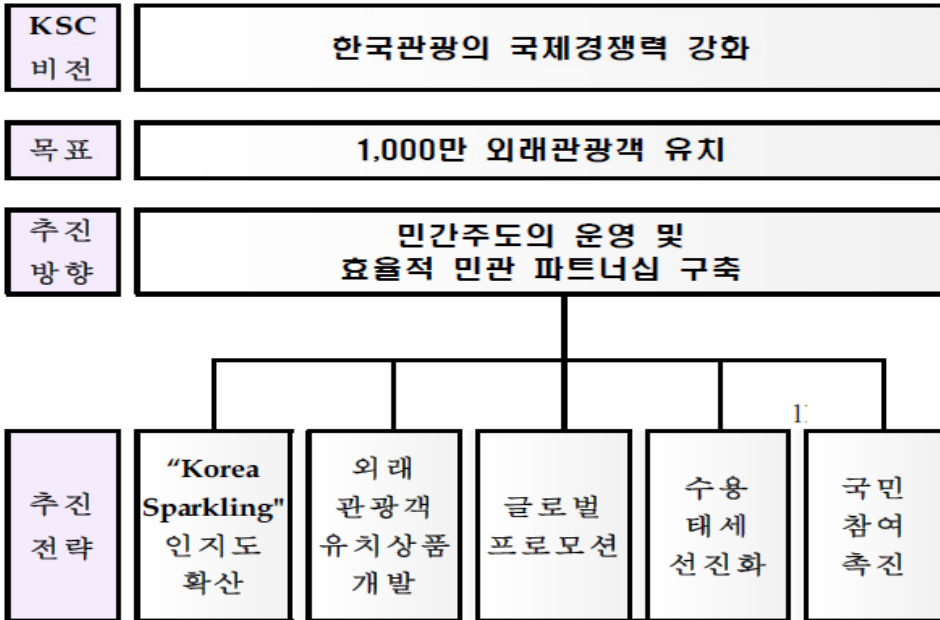 KSC
비전
한국관광의 국제경쟁력 강화
목표
1,000만 외래관광객 유치
추진
방향
민간주도의 운영 및
효율적 민관 파트너십 구축
1)
추진
전략
“Korea
Sparkling"
인지도
확산
외래
관광객
유치상품
개발
글로벌
프로모션
수용
태세
선진화
국민
참여
촉진